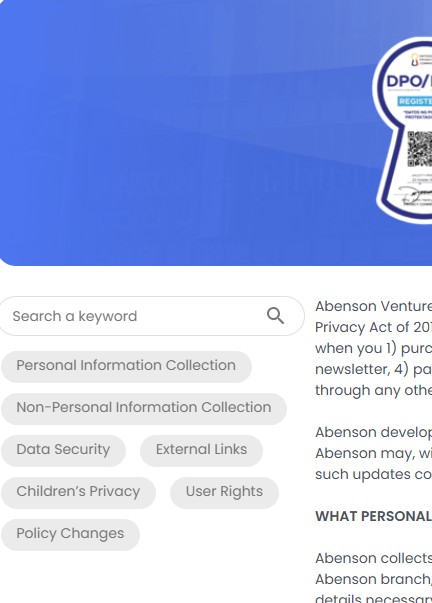 DPO/
REGISTE
Search a keyword
Personal Information Collection
Non-Personal Information Collection
Data Security
External Links
Children's Privacy
User Rights
Policy Changes
Abenson Venture
Privacy Act of 201
when you 1) purc
newsletter, 4) pa
through any othe
Abenson develop
Abenson may, wi
such updates co
WHAT PERSONAL
Abenson collects
Abenson branch,
details necessary